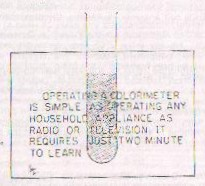 OPERATING A COLORIMETER
IS SIMPLE AS OPERATING ANY
HOUSEHOLD APPLIANCE AS
RADIO OR TELEVISION. IT
REQUIRES JUST TWO MINUTE
TO LEARN